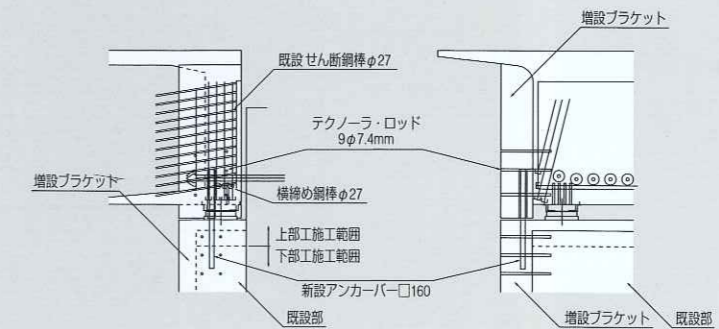 増設ブラケット
既設せん断鋼棒φ27
テクノーラ・ロッド
9φ7.4mm
増設ブラケット
横締め鋼棒φ27
上部工施工範囲
下部工施工範囲
新設アンカーバー□160
既設部
増設ブラケット
既設部